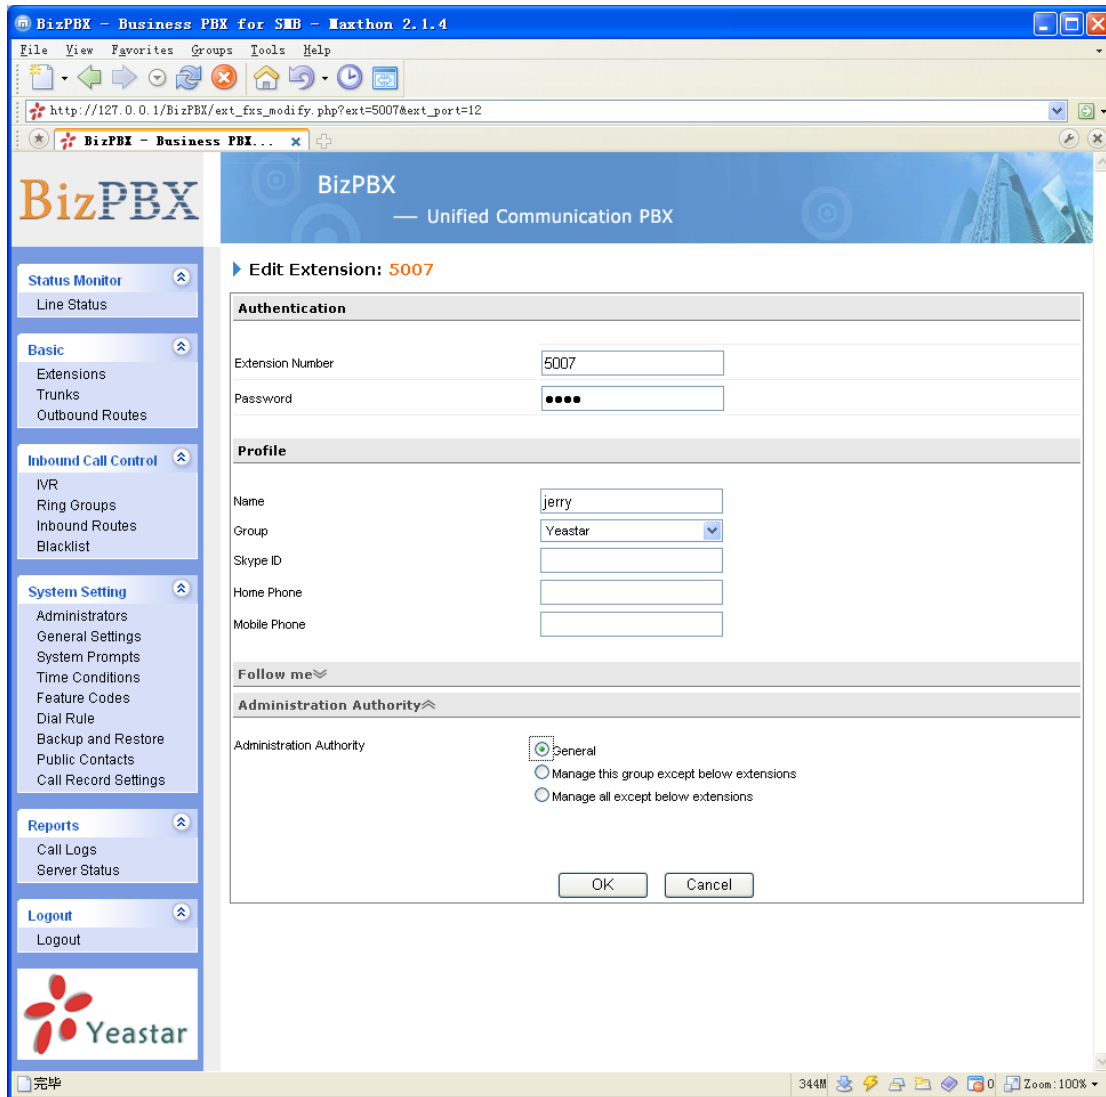 BizPBX - Business PBX for SMB - Maxthon 2.1.4
File View Favorites Groups Tools Help
http://127.0.0.1/BizPBX/ext_fxs_modify.php?ext=5007&ext_port=12
BizPBX - Business PBX...
BizPBX
BizPBX
— Unified Communication PBX
Status Monitor
Line Status
Basic
Extensions
Trunks
Outbound Routes
Inbound Call Control
IVR
Ring Groups
Inbound Routes
Blacklist
System Setting
Administrators
General Settings
System Prompts
Time Conditions
Feature Codes
Dial Rule
Backup and Restore
Public Contacts
Call Record Settings
Reports
Call Logs
Server Status
Logout
Logout
Yeastar
Edit Extension: 5007
Authentication
Extension Number 5007
Password ●●●●
Profile
Name jerry
Group Yeastar
Skype ID
Home Phone
Mobile Phone
Follow me
Administration Authority
Administration Authority General
Manage this group except below extensions
Manage all except below extensions
OK Cancel
完毕 344M 0 Zoom:100%